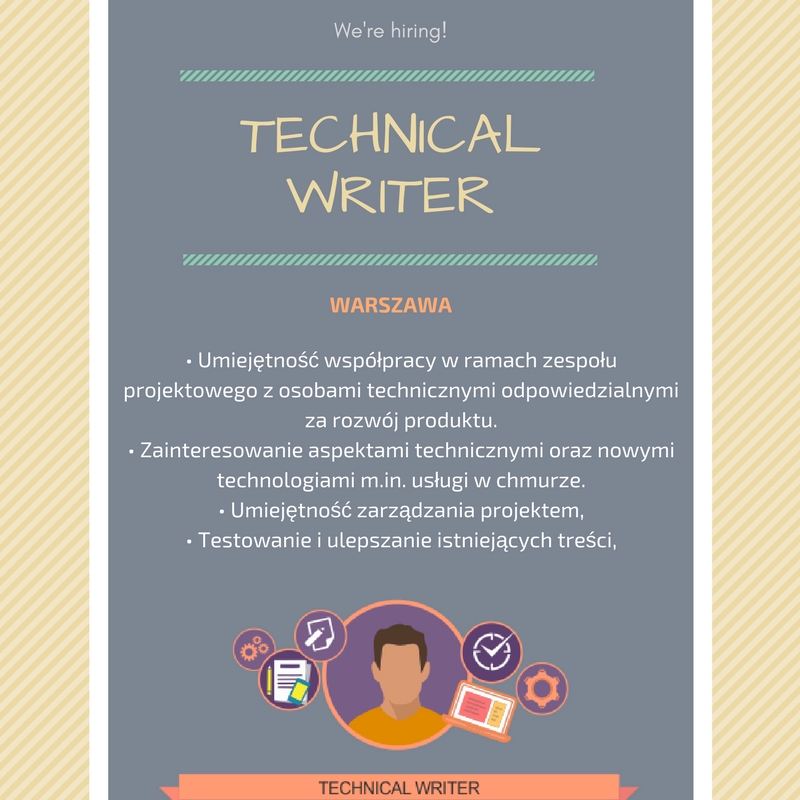 We're hiring!
TECHNICAL
WRITER
WARSZAWA
• Umiejętność współpracy w ramach zespołu
projektowego z osobami technicznymi odpowiedzialnymi
za rozwój produktu.
• Zainteresowanie aspektami technicznymi oraz nowymi
technologiami m.in. usługi w chmurze.
• Umiejętność zarządzania projektem,
• Testowanie i ulepszanie istniejących treści,
TECHNICAL WRITER